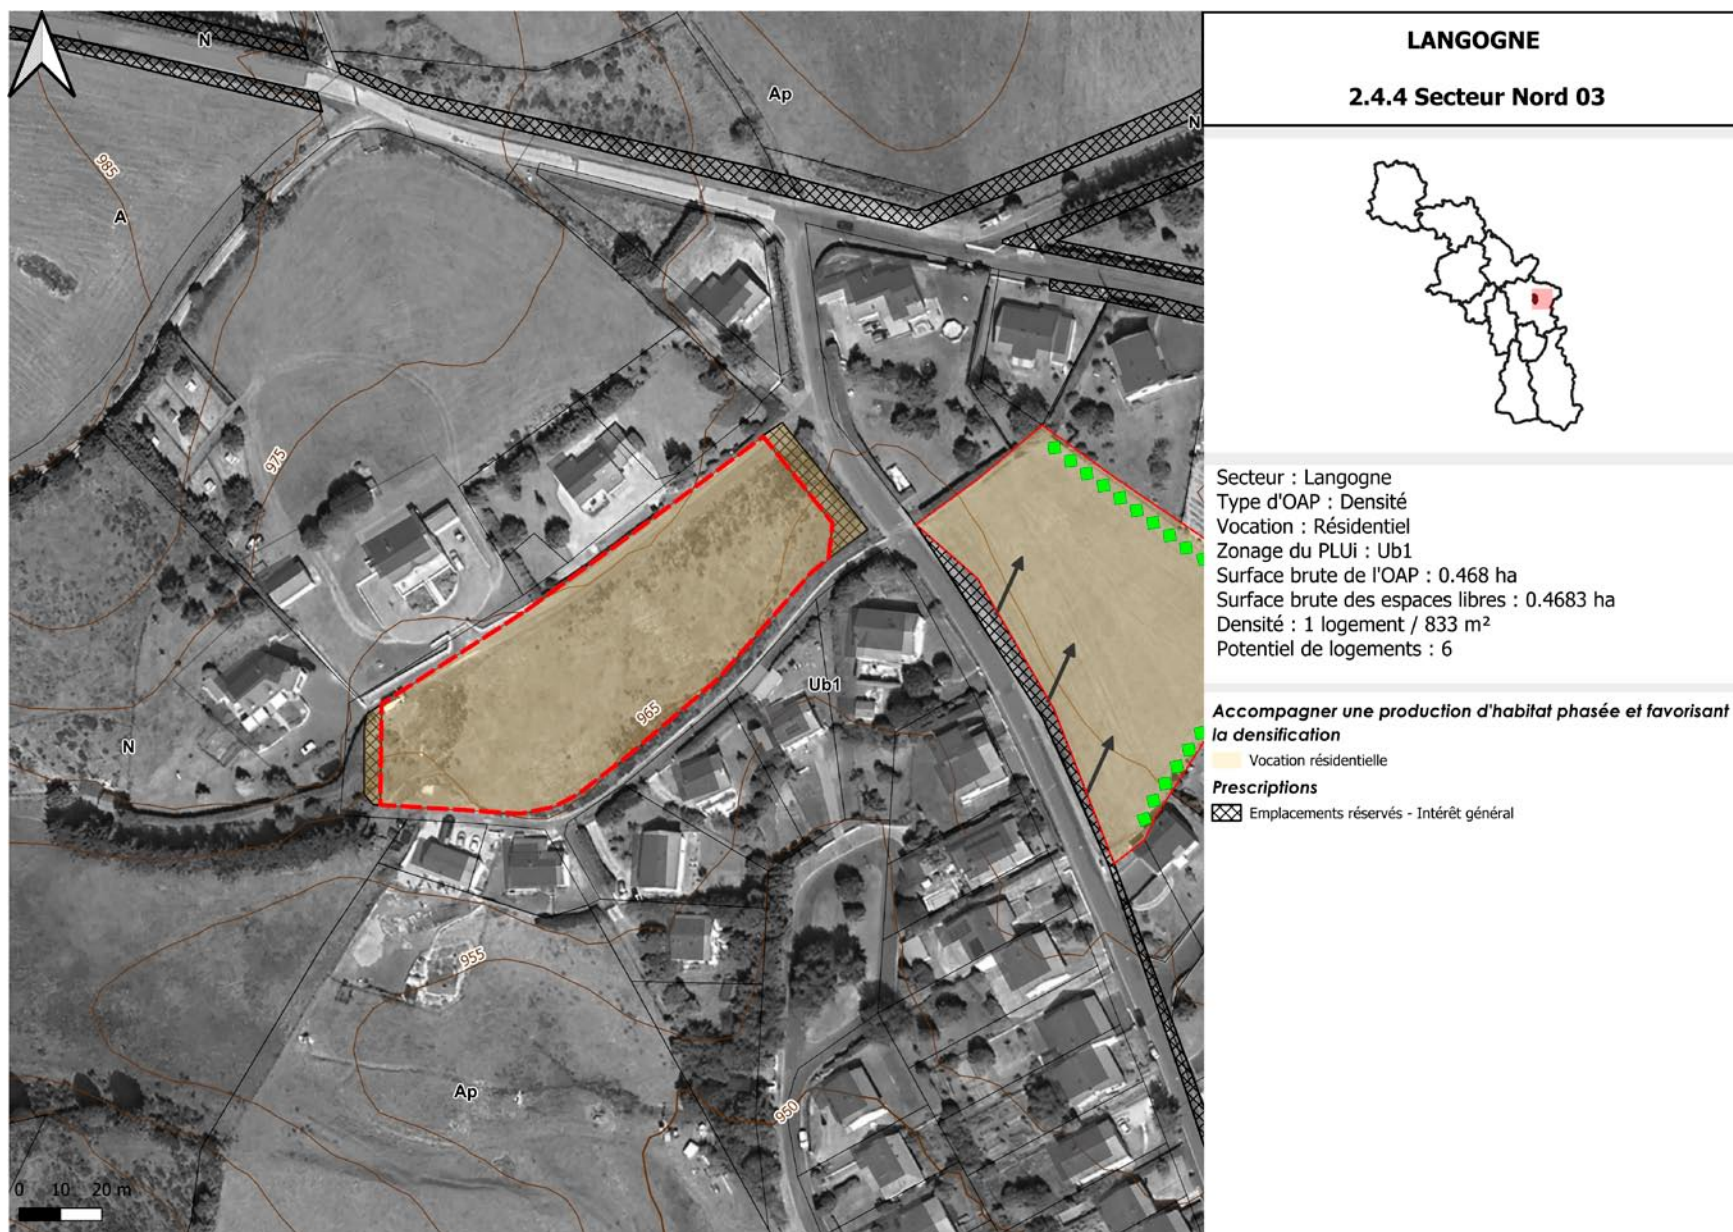 LANGOGNE
2.4.4 Secteur Nord 03
Secteur : Langogne
Type d'OAP : Densité
Vocation : Résidentiel
Zonage du PLUi : Ub1
Surface brute de l'OAP : 0.468 ha
Surface brute des espaces libres : 0.4683 ha
Densité : 1 logement / 833 m²
Potentiel de logements : 6
Accompagner une production d'habitat phasée et favorisant
la densification
Vocation résidentielle
Prescriptions
Emplacements réservés - Intérêt général
N
Ap
N
985
A
975
Ub1
965
N
955
Ap
950
0 10 20 m